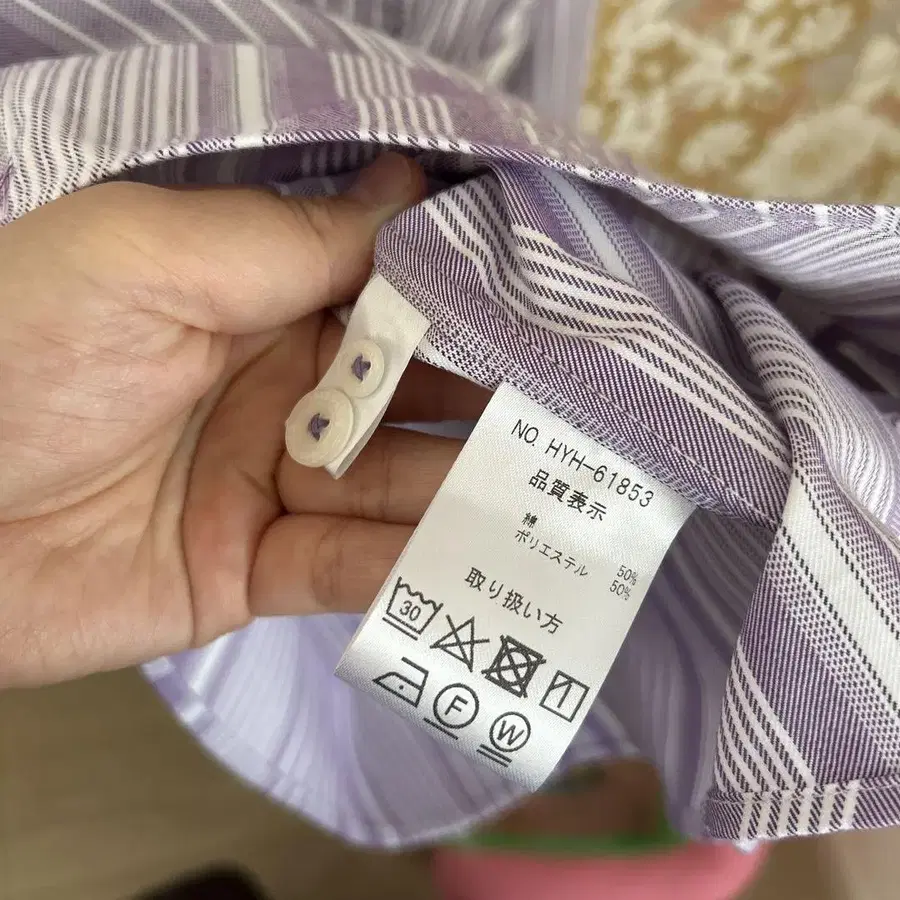 NO. HYH-61853
品質表示
綿 50%
ポリエステル 50%
取り扱い方
30
F
W